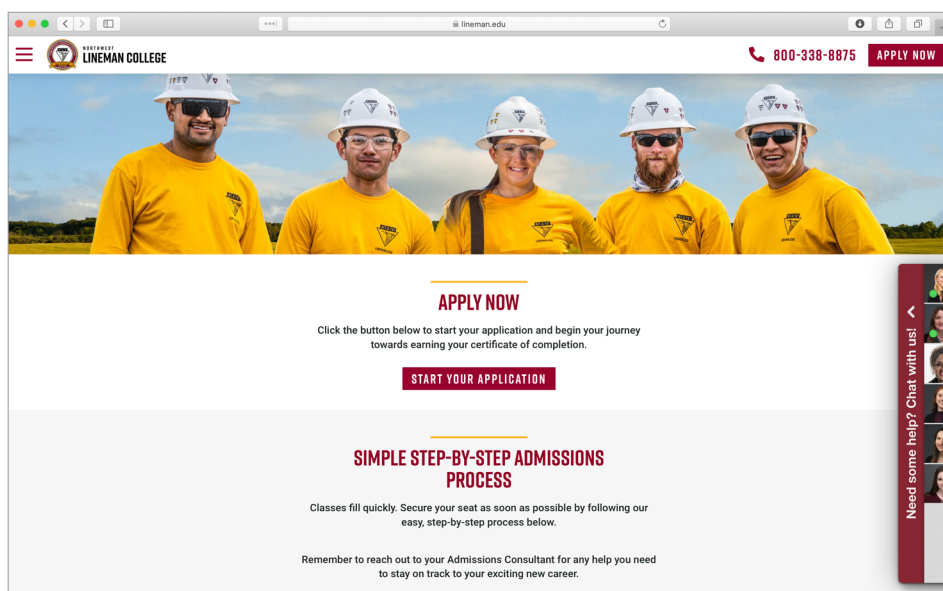 lineman.edu
NORTHWEST
LINEMAN COLLEGE
800-338-8875
APPLY NOW
APPLY NOW
Click the button below to start your application and begin your journey
towards earning your certificate of completion.
START YOUR APPLICATION
Need some help? Chat with us!
SIMPLE STEP-BY-STEP ADMISSIONS
PROCESS
Classes fill quickly. Secure your seat as soon as possible by following our
easy, step-by-step process below.
Remember to reach out to your Admissions Consultant for any help you need
to stay on track to your exciting new career.